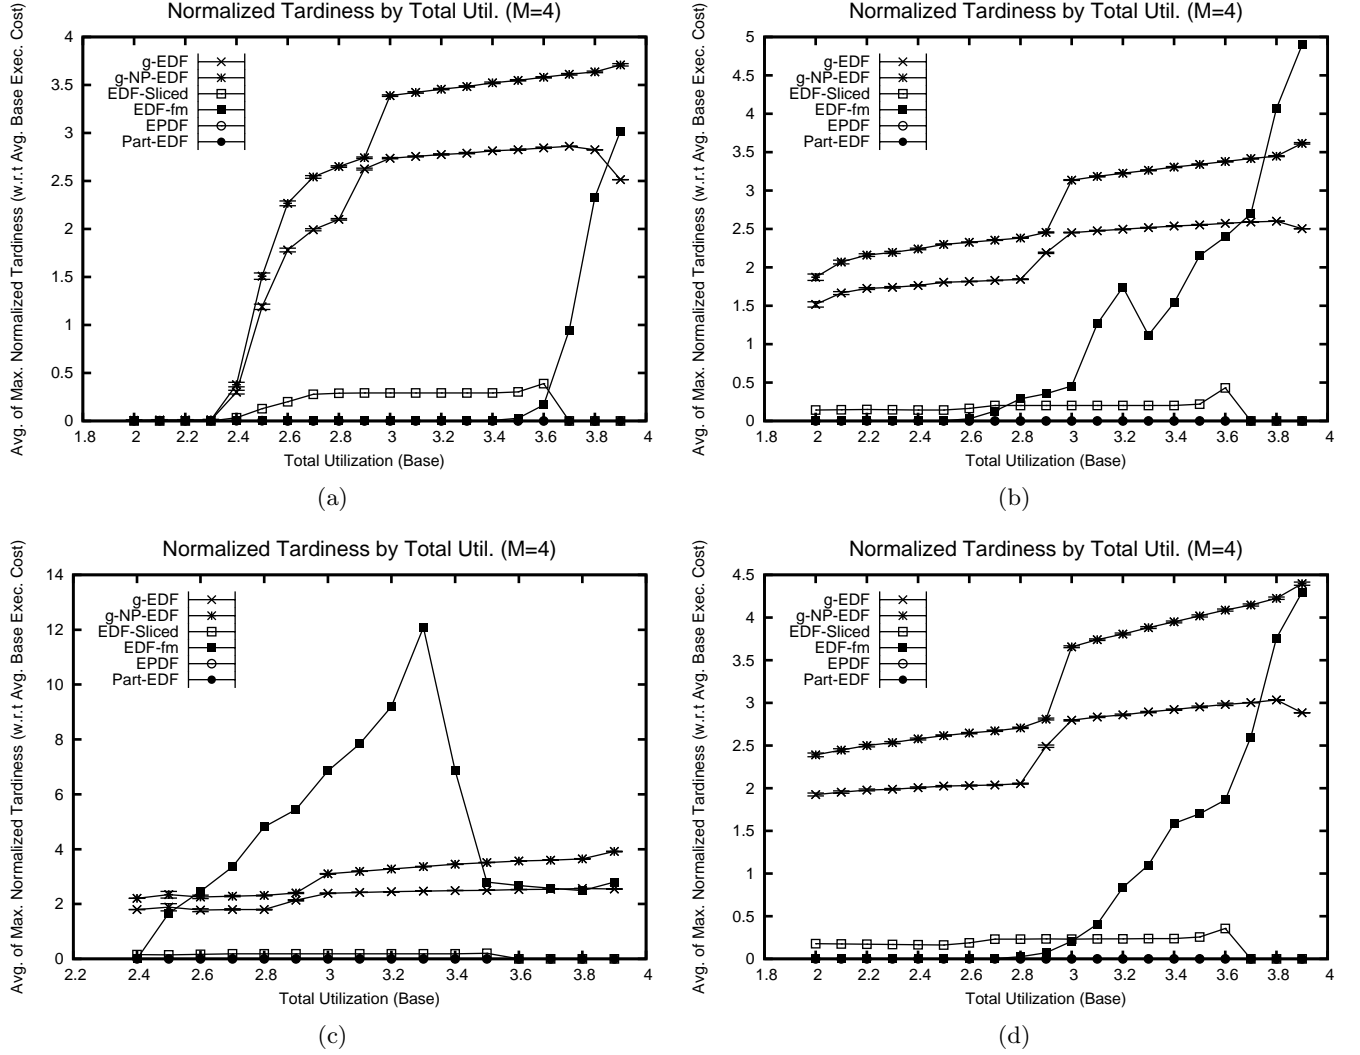 Normalized Tardiness by Total Util. (M=4)
Avg. of Max. Normalized Tardiness (w.r.t Avg. Base Exec. Cost)
4
3.5
3
2.5
2
1.5
1
0.5
0
g-EDF
g-NP-EDF
EDF-Sliced
EDF-fm
EPDF
Part-EDF
1.8 2 2.2 2.4 2.6 2.8 3 3.2 3.4 3.6 3.8 4
Total Utilization (Base)
(a)
Normalized Tardiness by Total Util. (M=4)
Avg. of Max. Normalized Tardiness (w.r.t Avg. Base Exec. Cost)
5
4.5
4
3.5
3
2.5
2
1.5
1
0.5
0
g-EDF
g-NP-EDF
EDF-Sliced
EDF-fm
EPDF
Part-EDF
1.8 2 2.2 2.4 2.6 2.8 3 3.2 3.4 3.6 3.8 4
Total Utilization (Base)
(b)
Normalized Tardiness by Total Util. (M=4)
Avg. of Max. Normalized Tardiness (w.r.t Avg. Base Exec. Cost)
14
12
10
8
6
4
2
0
g-EDF
g-NP-EDF
EDF-Sliced
EDF-fm
EPDF
Part-EDF
2.2 2.4 2.6 2.8 3 3.2 3.4 3.6 3.8 4
Total Utilization (Base)
(c)
Normalized Tardiness by Total Util. (M=4)
Avg. of Max. Normalized Tardiness (w.r.t Avg. Base Exec. Cost)
4.5
4
3.5
3
2.5
2
1.5
1
0.5
0
g-EDF
g-NP-EDF
EDF-Sliced
EDF-fm
EPDF
Part-EDF
1.8 2 2.2 2.4 2.6 2.8 3 3.2 3.4 3.6 3.8 4
Total Utilization (Base)
(d)